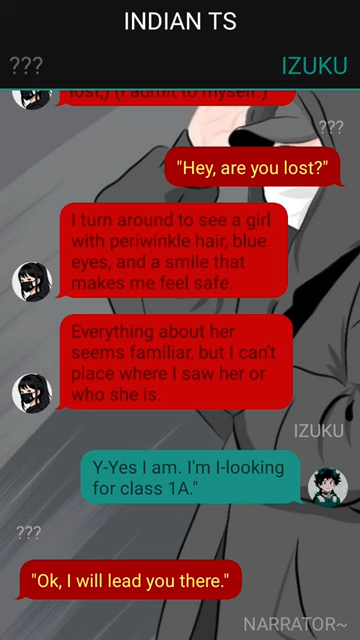 INDIAN TS
??? IZUKU
lost,) (I admit to myself.)
???
"Hey, are you lost?"
I turn around to see a girl
with periwinkle hair, blue
eyes, and a smile that
makes me feel safe.
Everything about her
seems familiar, but I can't
place where I saw her or
who she is.
IZUKU
Y-Yes I am. I'm I-looking
for class 1A."
???
"Ok, I will lead you there."
NARRATOR~